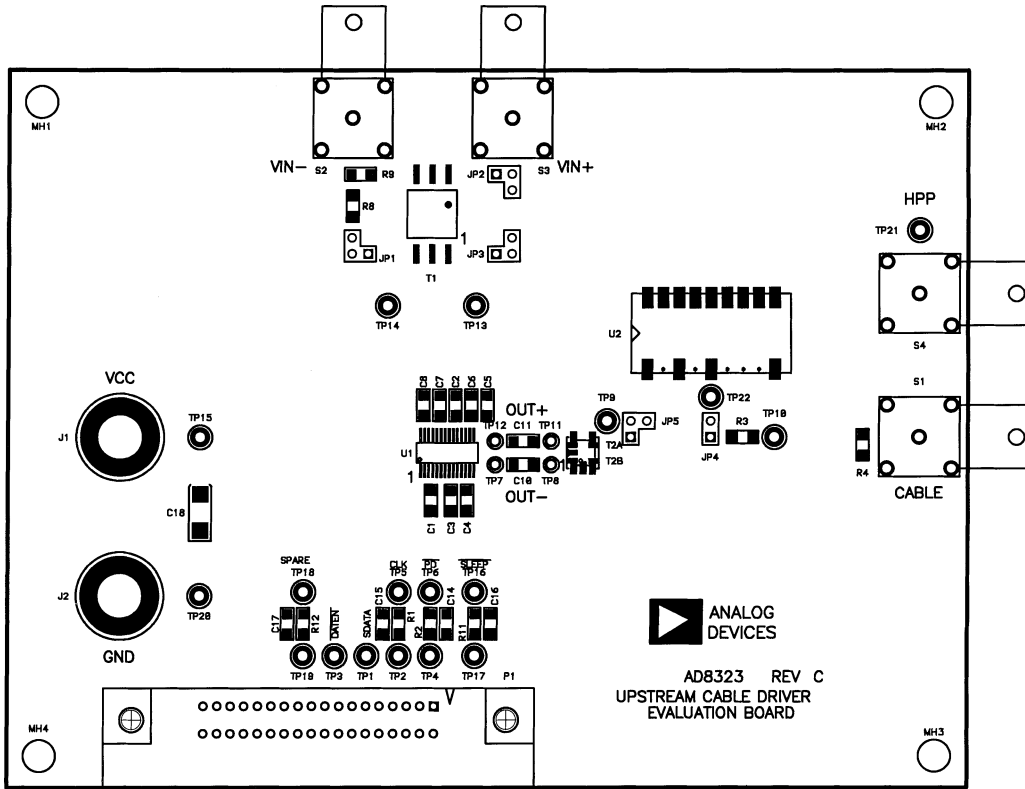 MH1
MH2
VIN-
S2
S3
VIN+
R9
JP2
R8
HPP
TP21
1
JP1
JP3
T1
TP14
TP13
U2
S4
VCC
S1
C8
C7
C2
C6
C5
TP9
TP22
J1
TP15
OUT+
TP12
C11
TP11
JP5
R3
TP10
U1
T2A
1
T2B
JP4
R4
1
TP7
C10
TP8
OUT-
CABLE
C18
C1
C3
C4
SPARE
CLK
PD
SLEEP
TP18
TP5
TP6
TP16
J2
TP20
C17
R12
DATEN
SDATA
C15
R1
R2
C14
R11
C16
ANALOG
DEVICES
GND
TP19
TP3
TP1
TP2
TP4
TP17
P1
AD8323 REV C
UPSTREAM CABLE DRIVER
EVALUATION BOARD
MH4
MH3